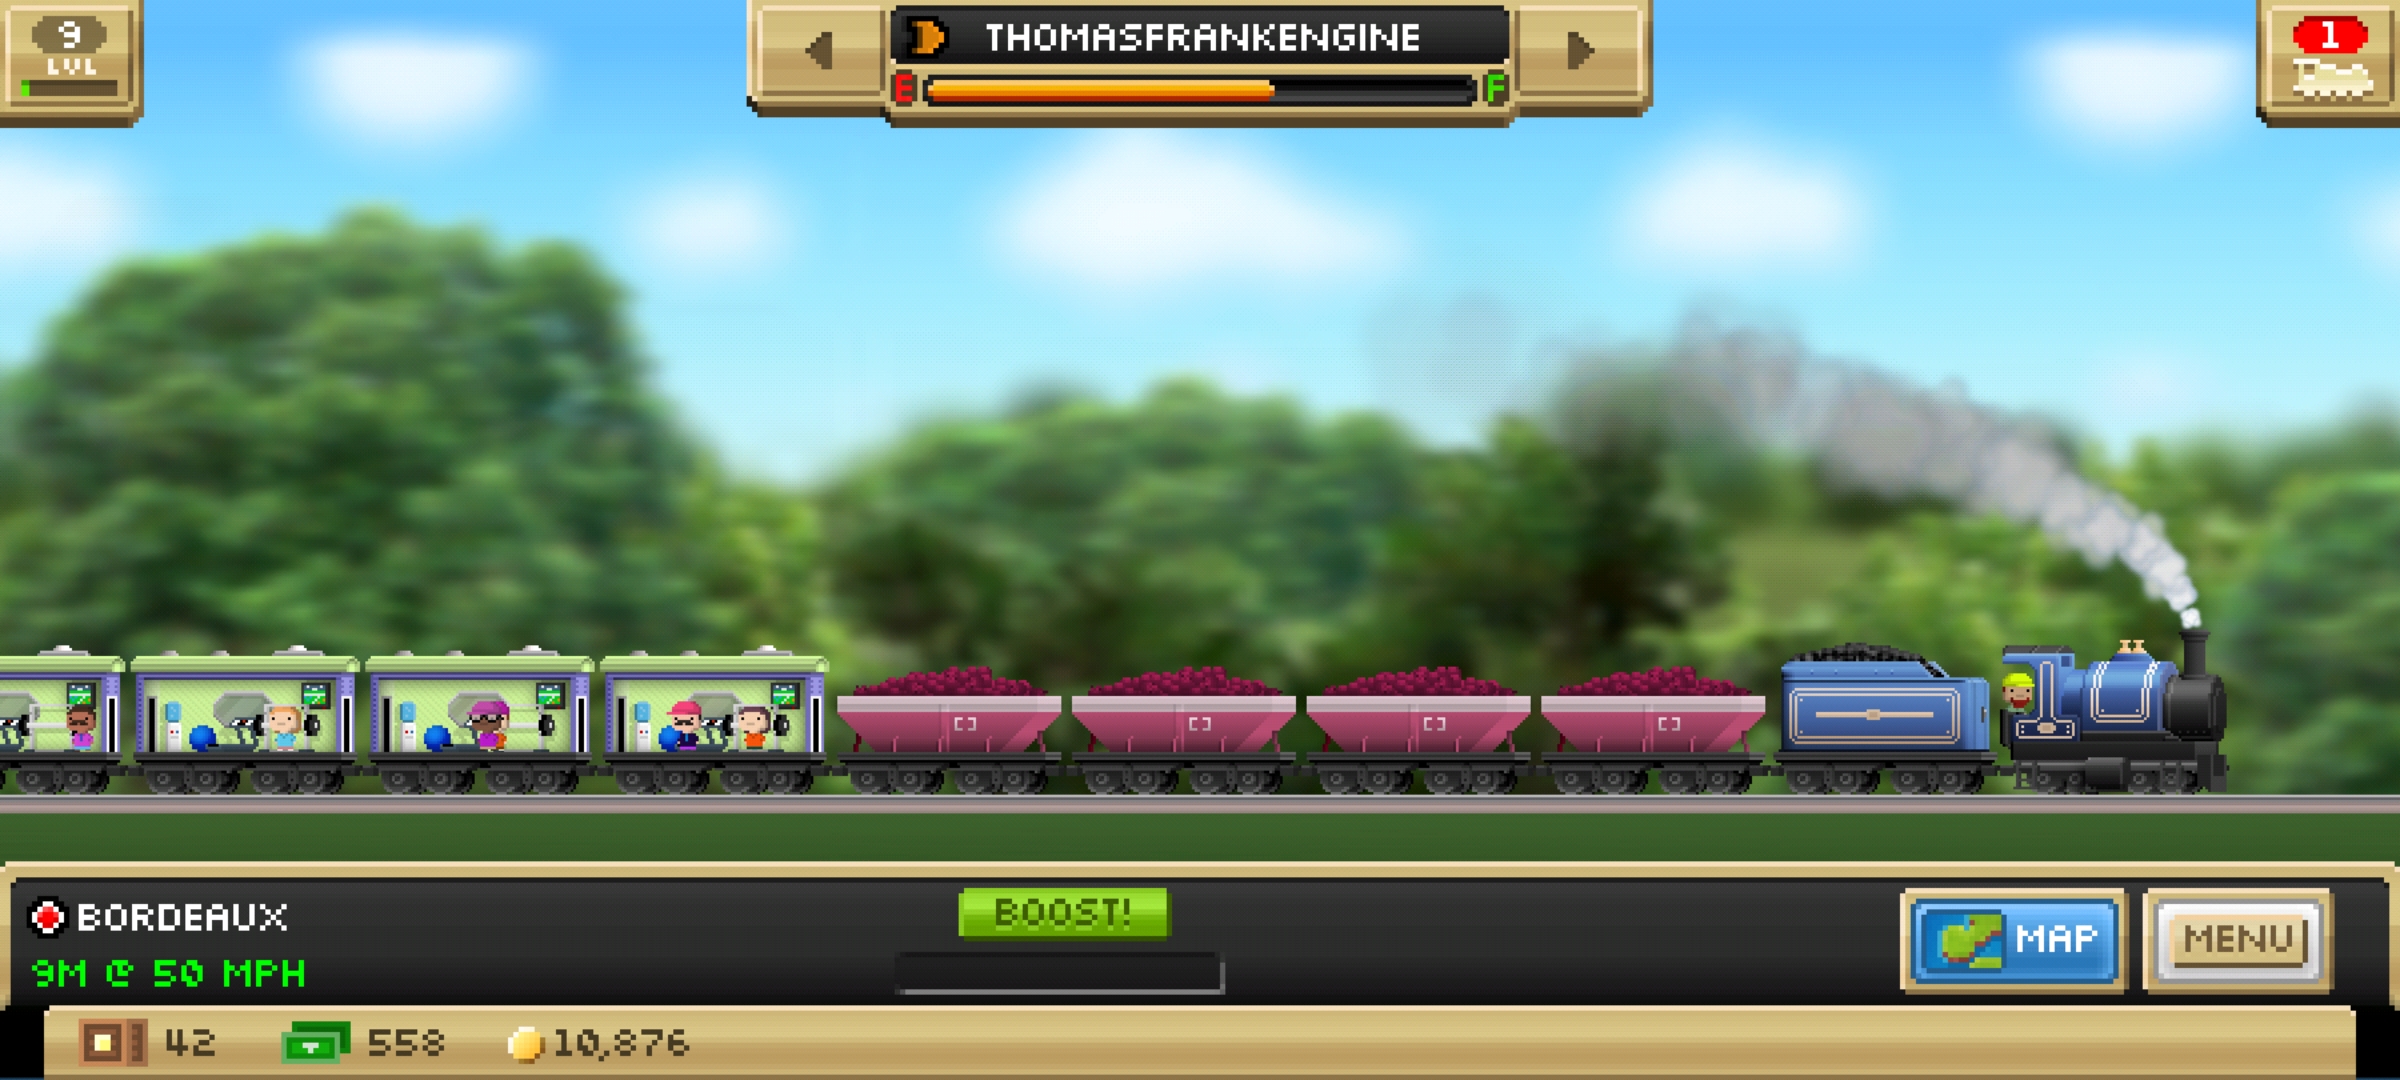 9
LVL
THOMASFRANKENGINE
E F
1
BORDEAUX
9M @ 50 MPH
BOOST!
MAP
MENU
42
558
10,876